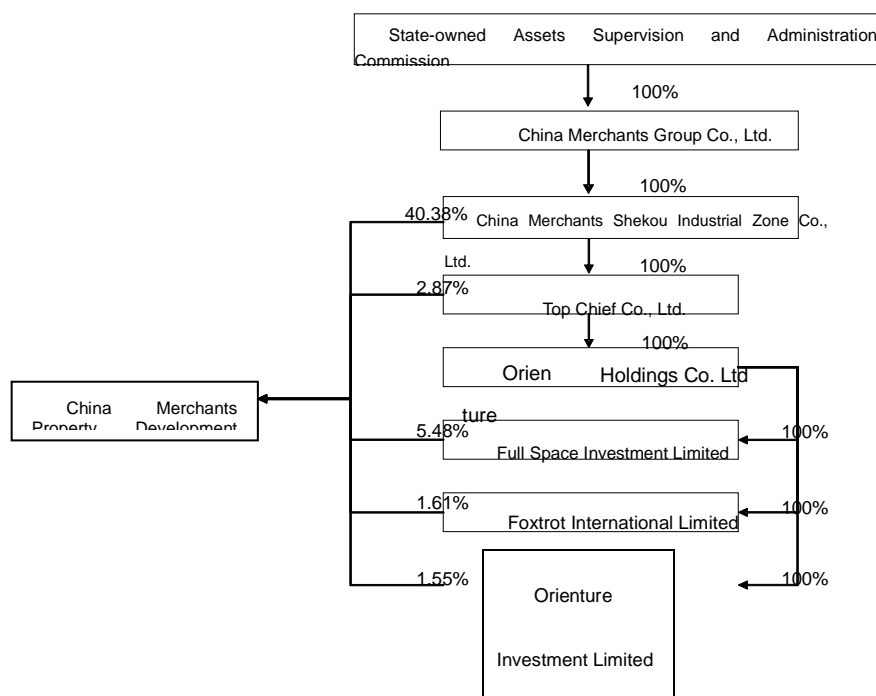 State-owned Assets Supervision and Administration
Commission
100%
China Merchants Group Co., Ltd.
100%
40.38%
China Merchants Shekou Industrial Zone Co.,
Ltd.
100%
2.87%
Top Chief Co., Ltd.
100%
Orien Holdings Co. Ltd
ture
China Merchants
Property Development
5.48%
Full Space Investment Limited
100%
1.61%
Foxtrot International Limited
100%
1.55%
Orienture
100%
Investment Limited